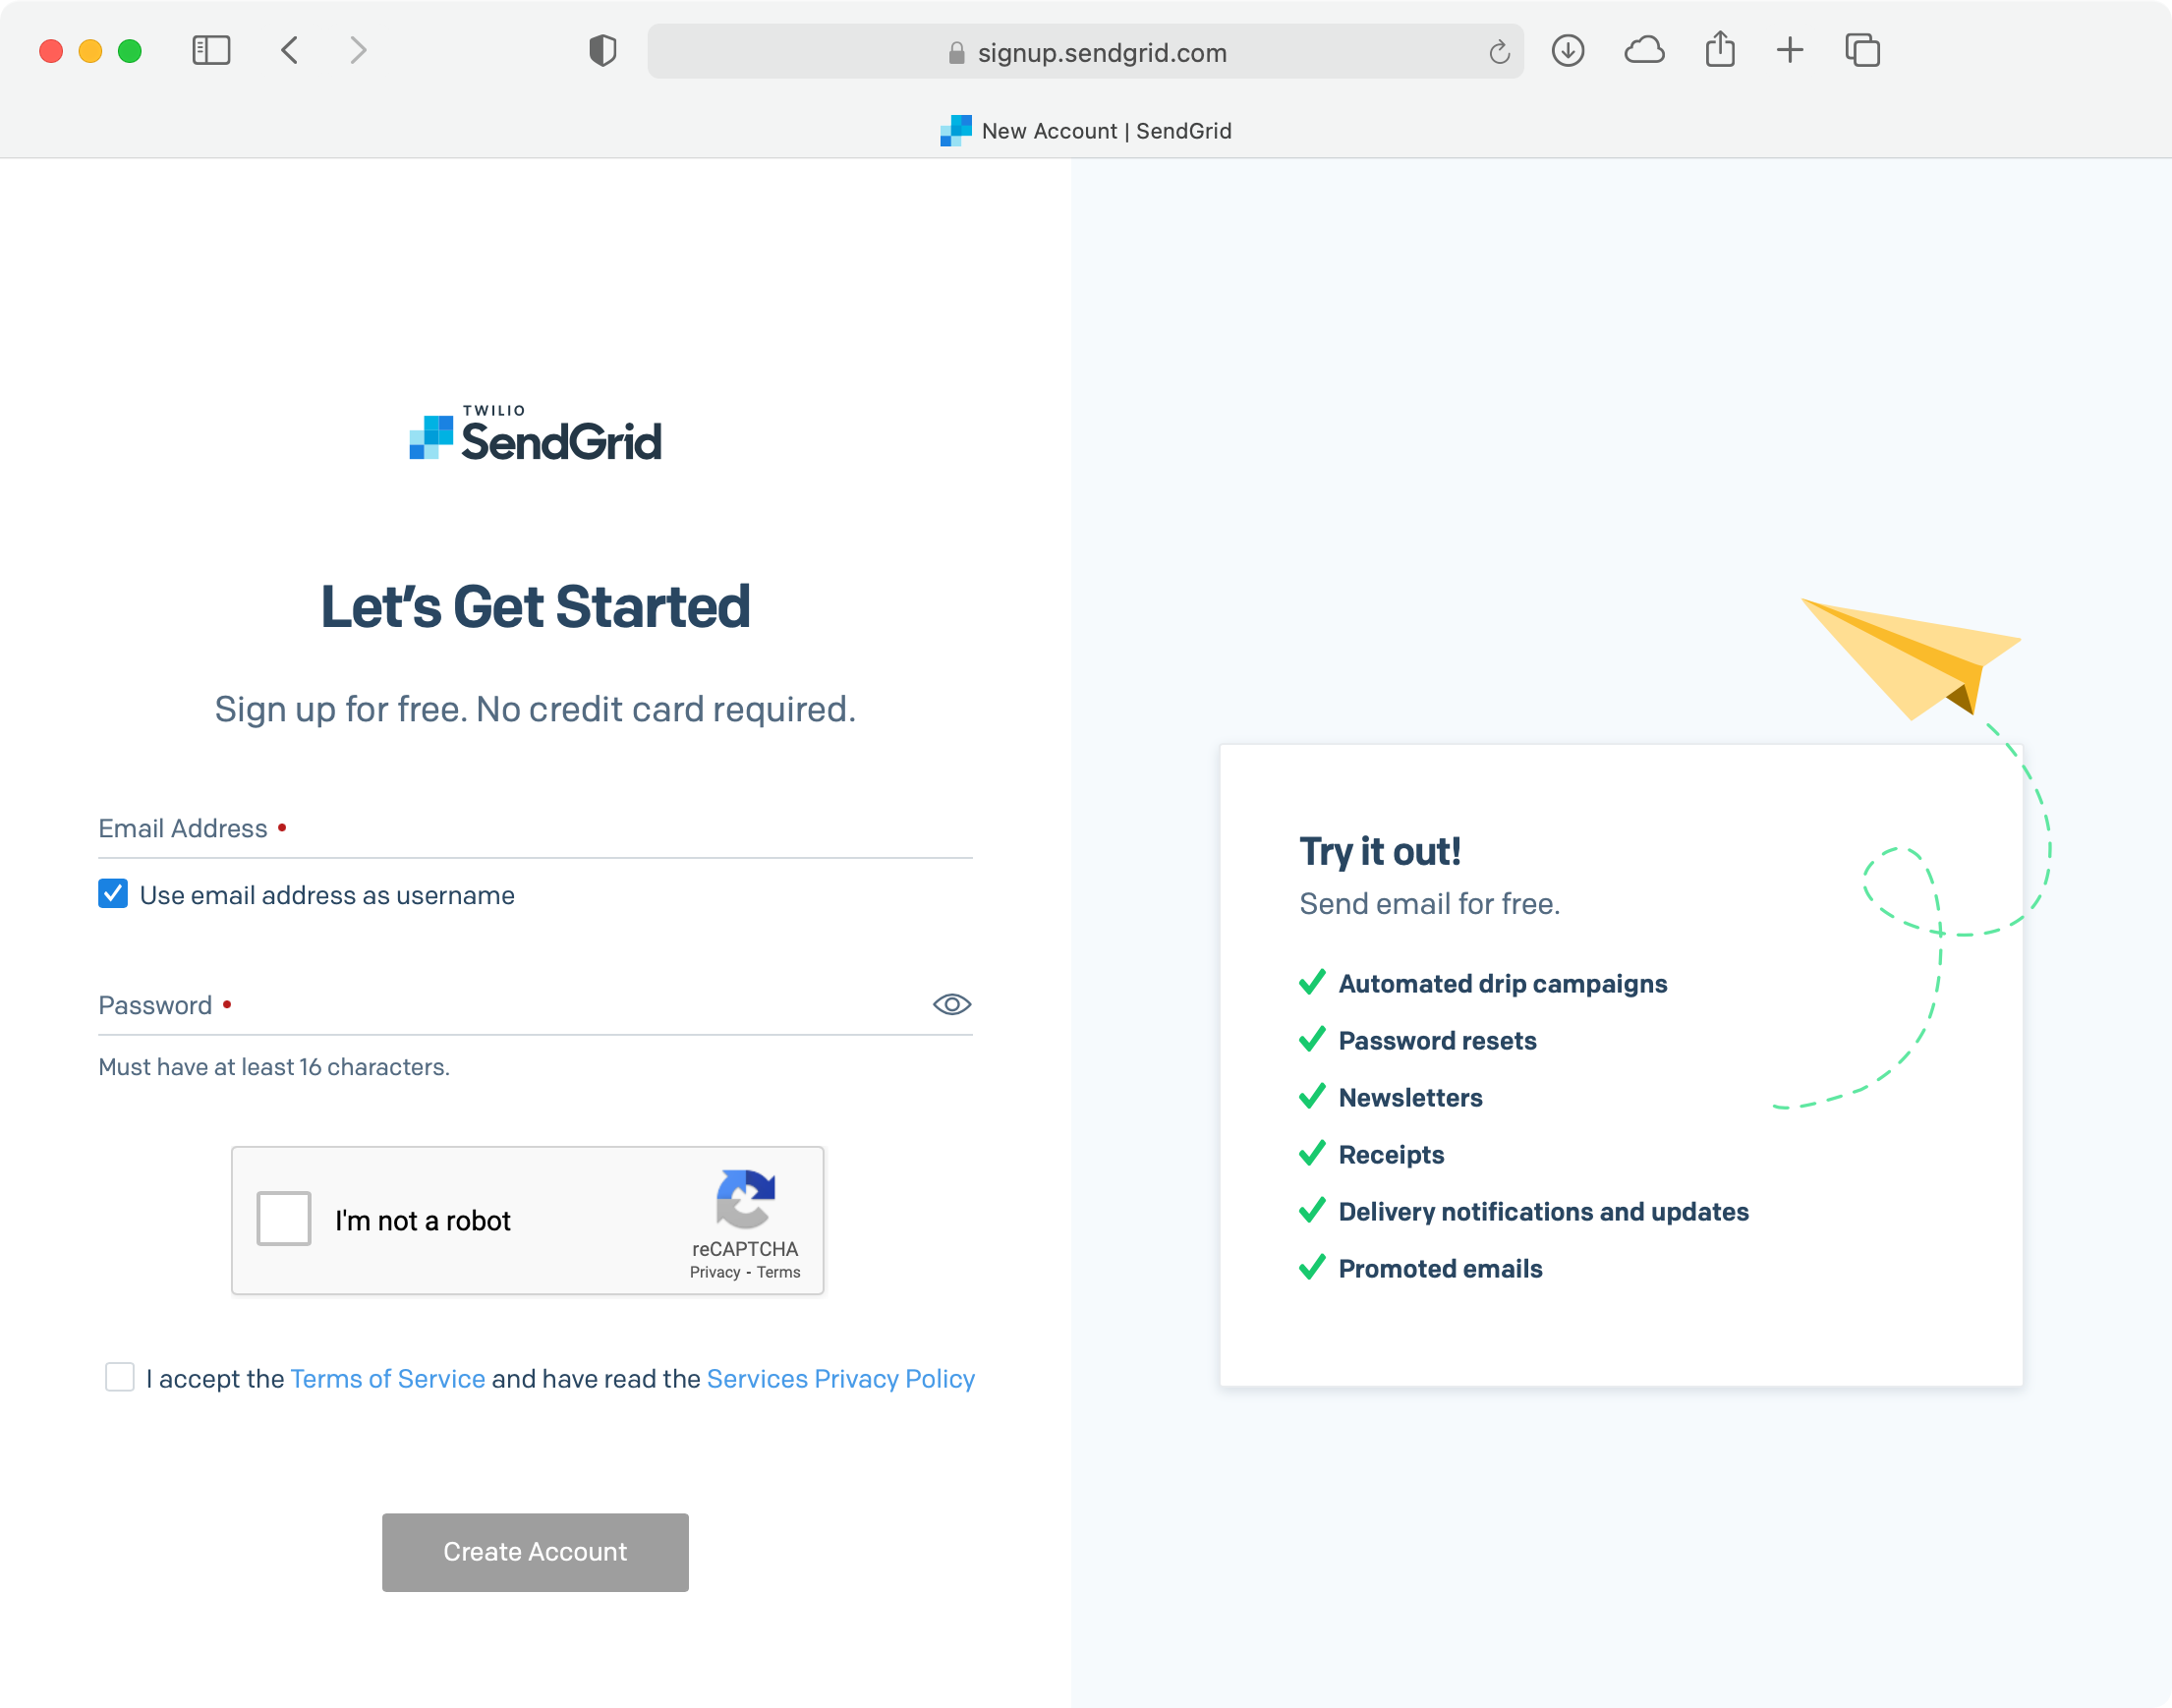 signup.sendgrid.com
New Account | SendGrid
TWILIO
SendGrid
Let’s Get Started
Sign up for free. No credit card required.
Email Address •
Use email address as username
Password •
Must have at least 16 characters.
I'm not a robot
reCAPTCHA
Privacy - Terms
I accept the Terms of Service and have read the Services Privacy Policy
Create Account
Try it out!
Send email for free.
Automated drip campaigns
Password resets
Newsletters
Receipts
Delivery notifications and updates
Promoted emails